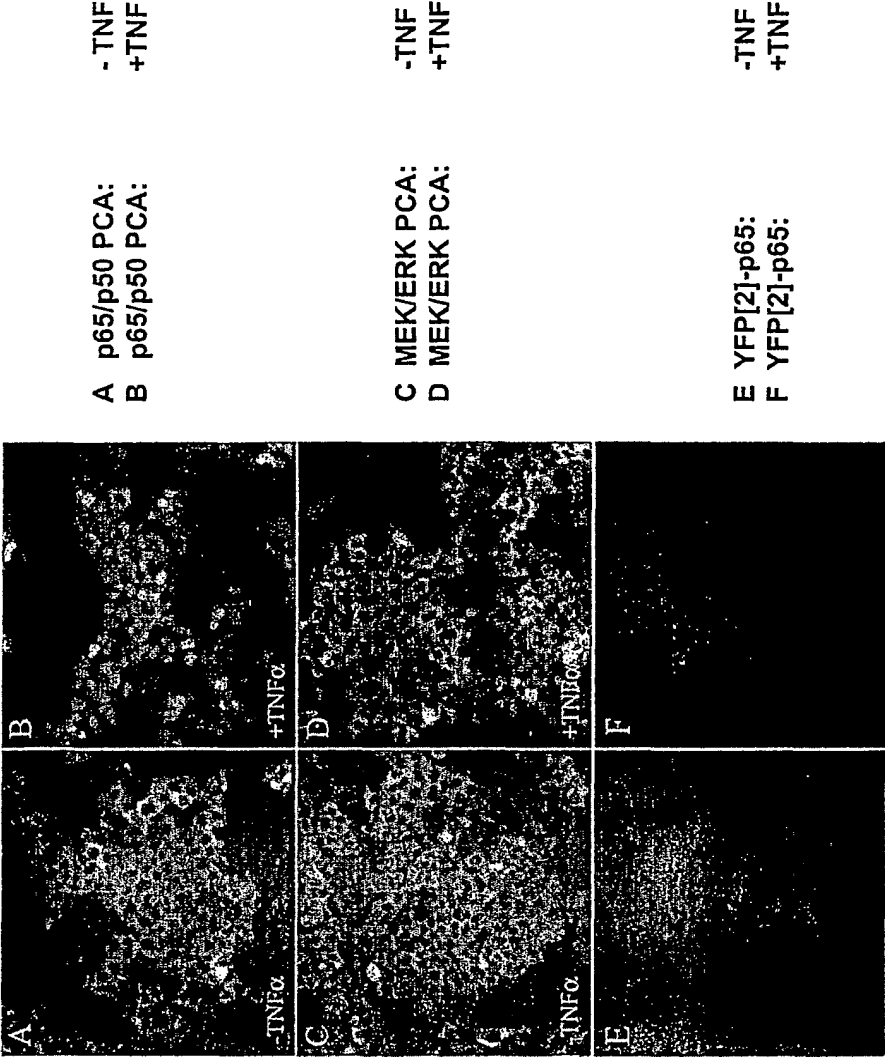 A p65/p50 PCA: - TNF
B p65/p50 PCA: +TNF
C MEK/ERK PCA: -TNF
D MEK/ERK PCA: +TNF
E YFP[2]-p65: -TNF
F YFP[2]-p65: +TNF
A
-TNFα
B
+TNFα
C
-TNFα
D
+TNFα
E
F